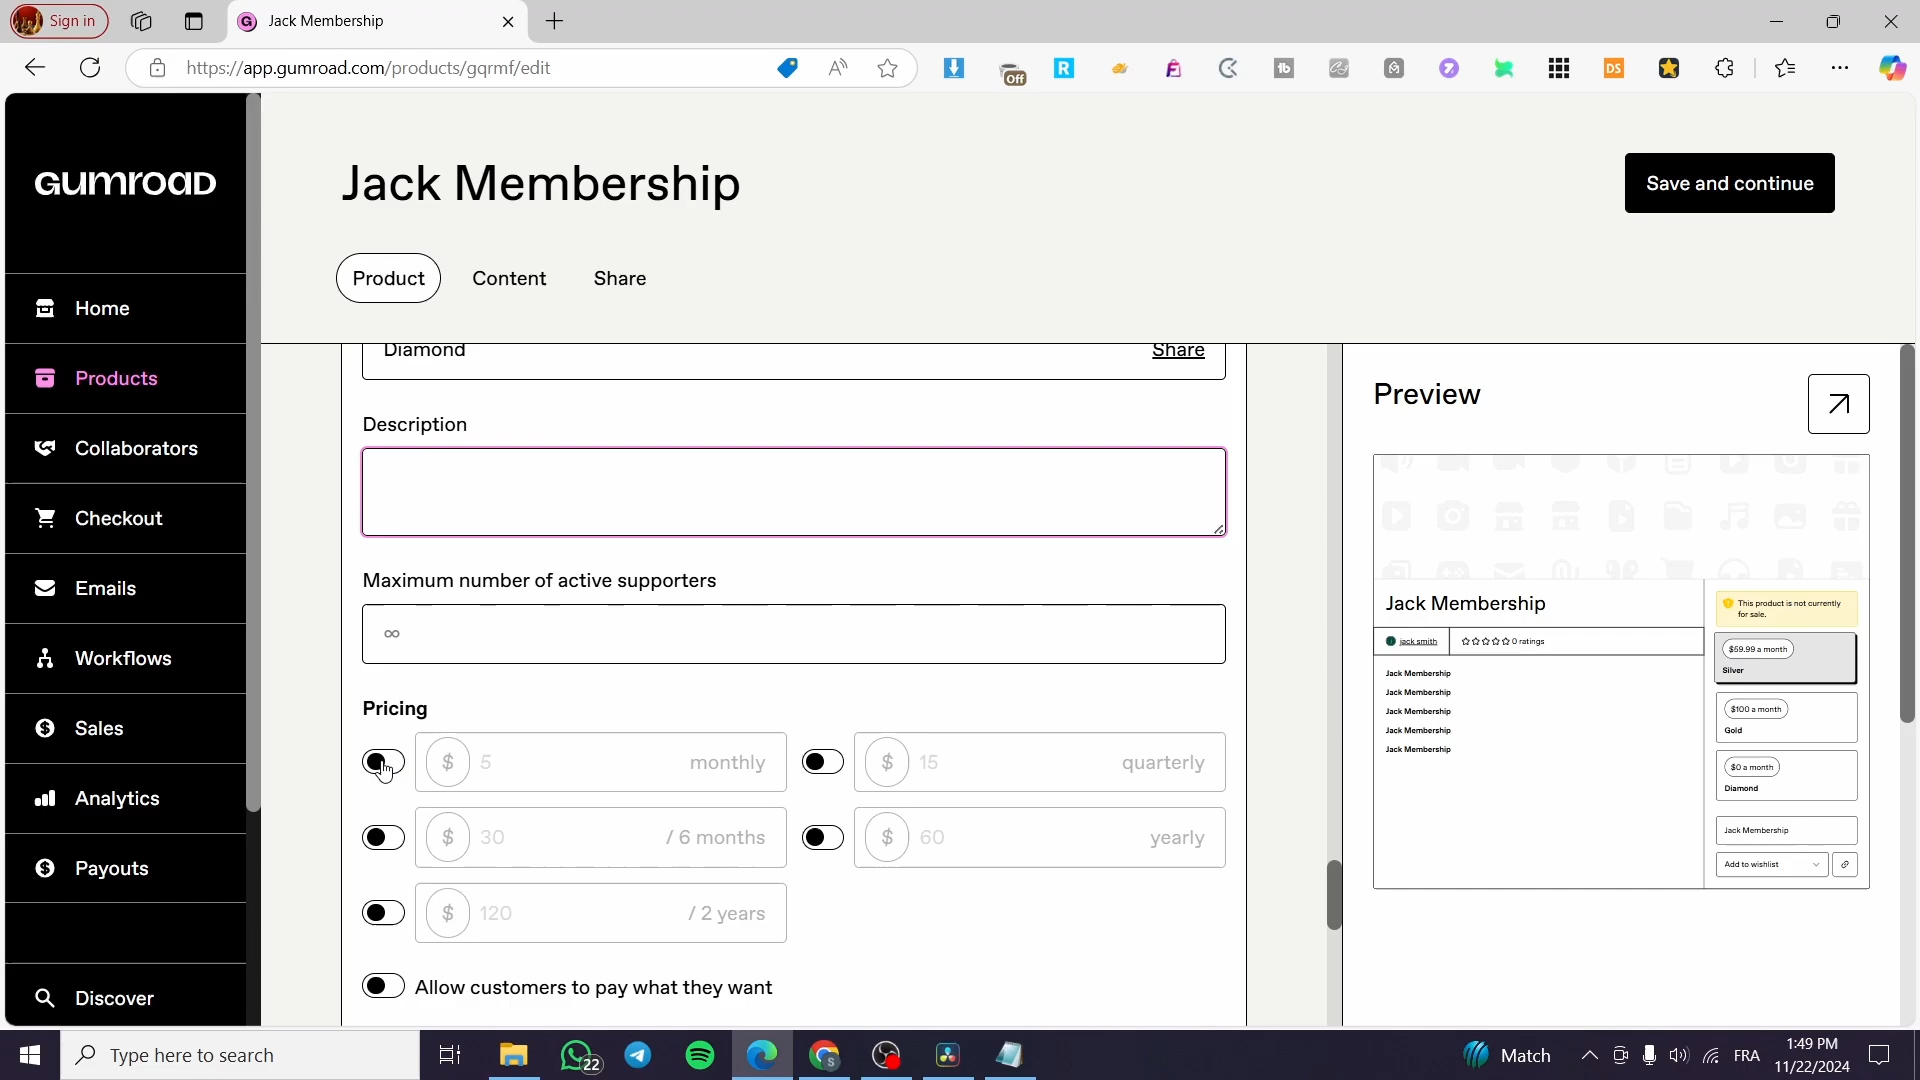 Sign in
Jack Membership
https://app.gumroad.com/products/gqrmf/edit
Off
GUMROAD
Jack Membership
Save and continue
Product Content Share
Home
Products
Collaborators
Checkout
Emails
Workflows
Sales
Analytics
Payouts
Discover
Diamond Share
Description
Maximum number of active supporters
∞
Pricing
$ 5 monthly $ 15 quarterly
$ 30 / 6 months $ 60 yearly
$ 120 / 2 years
Allow customers to pay what they want
Preview
Jack Membership
jack smith 0 ratings
Jack Membership
Jack Membership
Jack Membership
Jack Membership
Jack Membership
This product is not currently
for sale.
$59.99 a month
Silver
$100 a month
Gold
$0 a month
Diamond
Jack Membership
Add to wishlist
Type here to search
22
Match
FRA
1:49 PM
11/22/2024